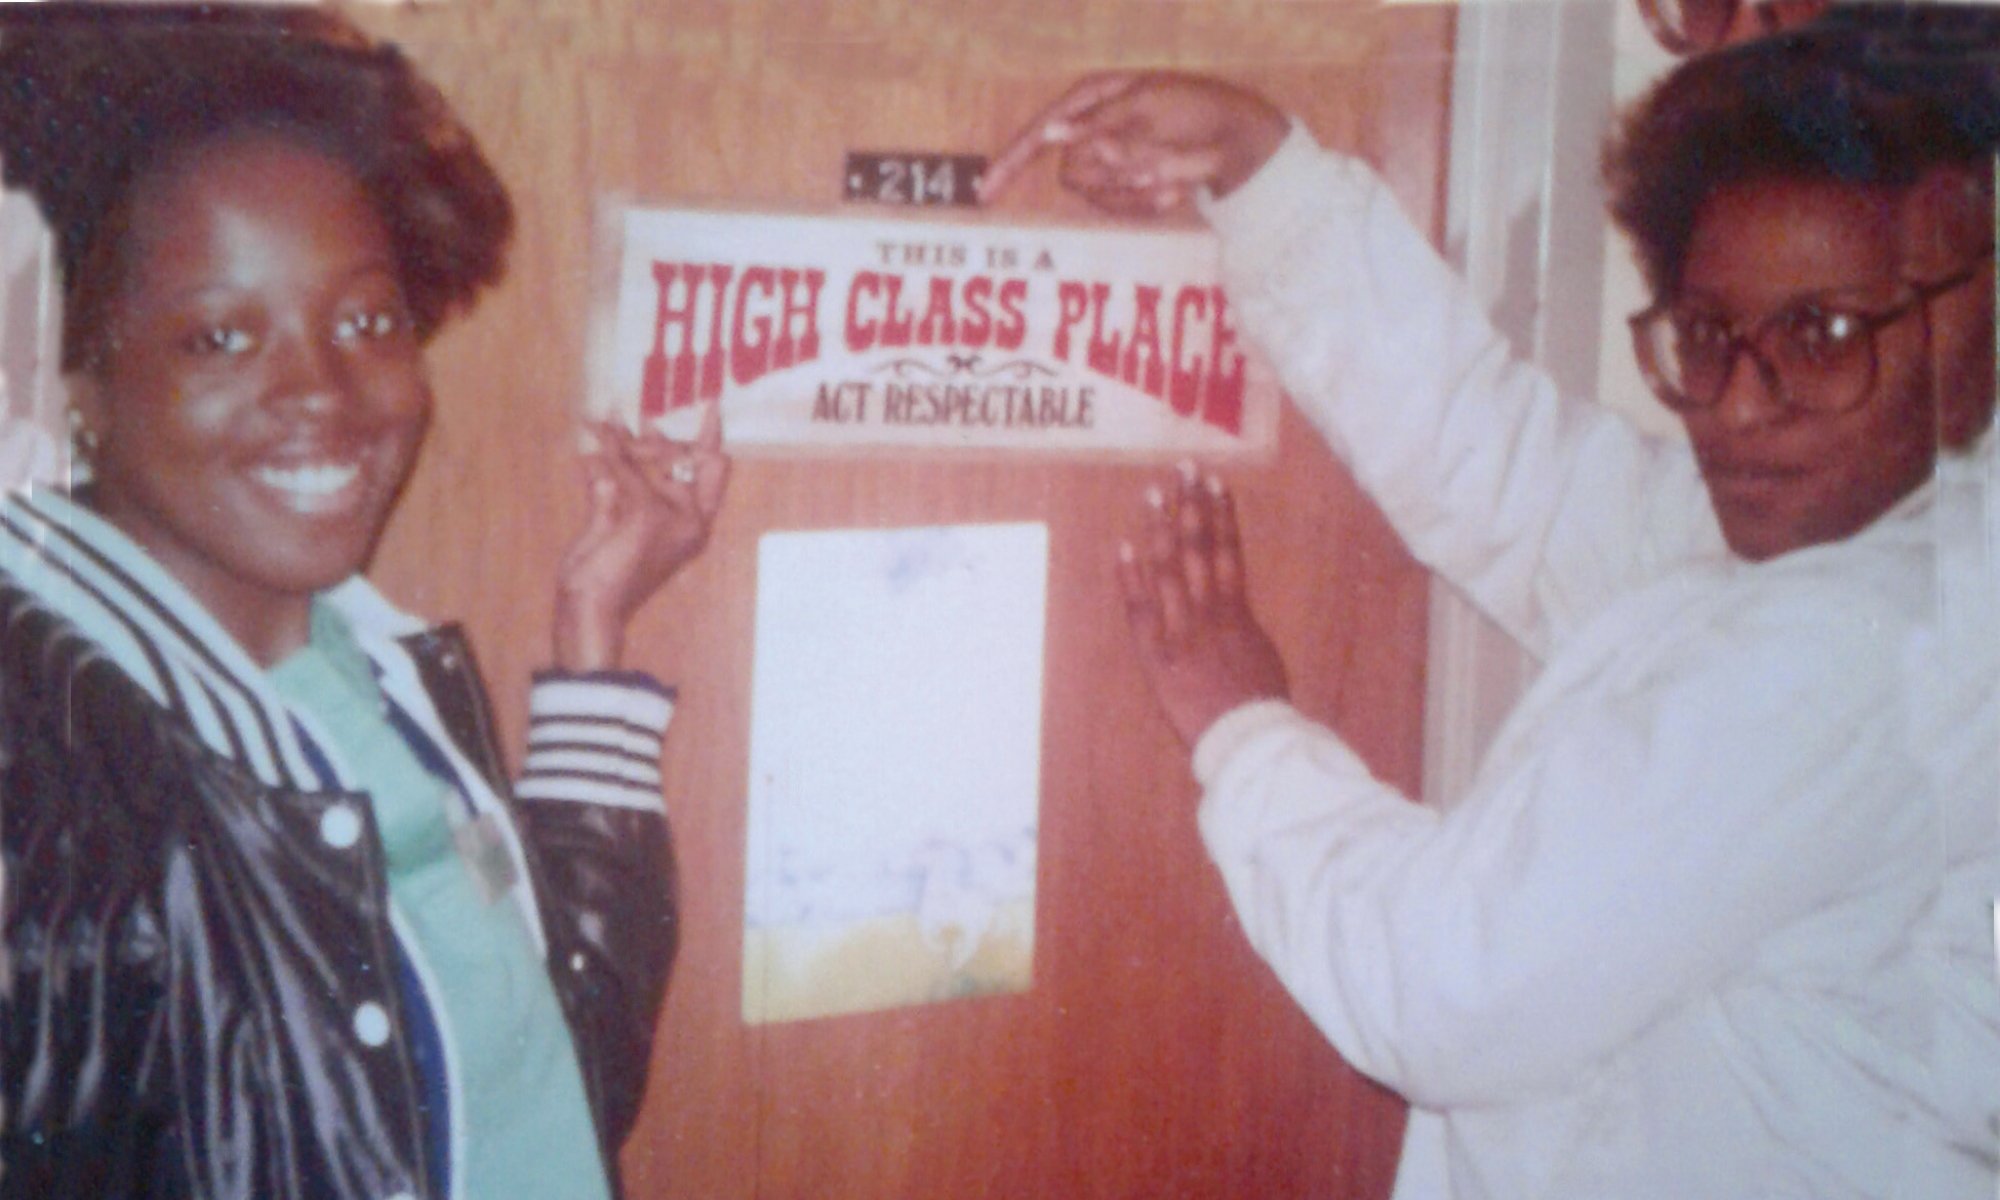 214
THIS IS A
HIGH CLASS PLACE
ACT RESPECTABLE